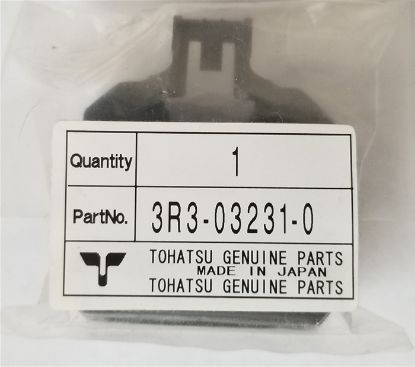 Quantity 1
PartNo. 3R3-03231-0
TOHATSU GENUINE PARTS
MADE IN JAPAN
TOHATSU GENUINE PARTS